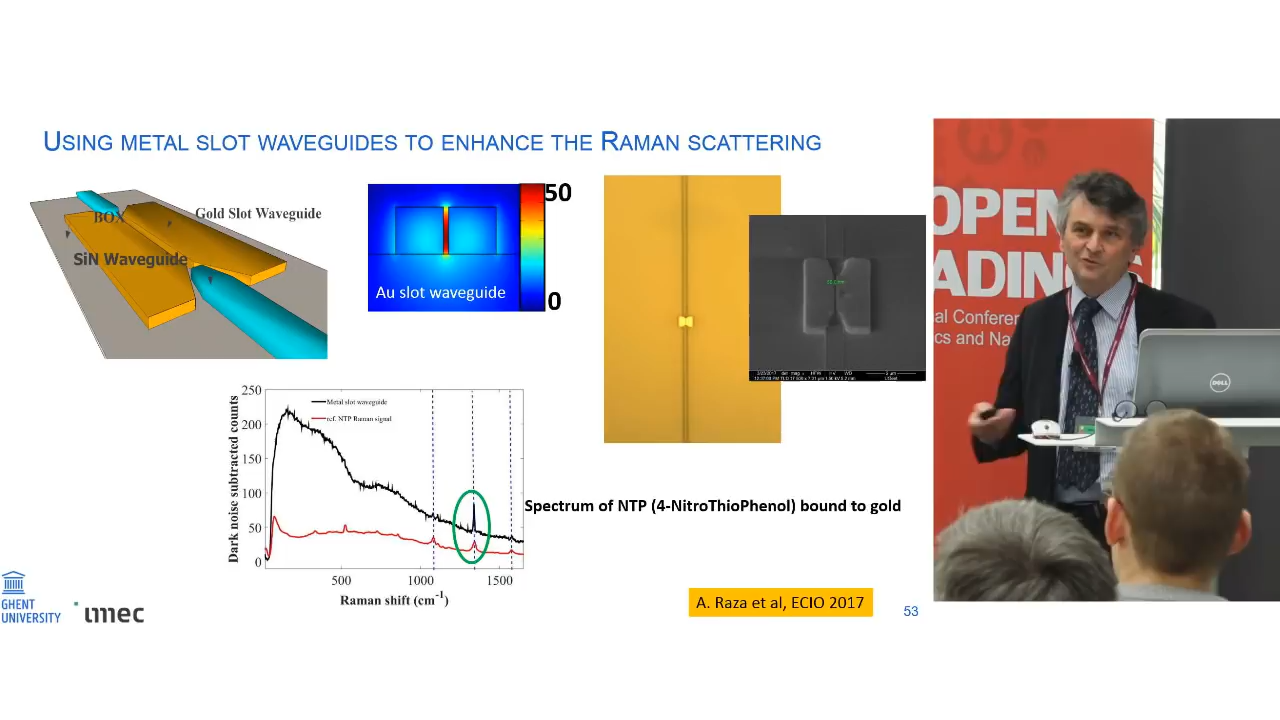 USING METAL SLOT WAVEGUIDES TO ENHANCE THE RAMAN SCATTERING
BOX
Gold Slot Waveguide
SiN Waveguide
50
0
Au slot waveguide
250
200
150
100
50
0
Dark noise subtracted counts
Metal slot waveguide
ref. NTP Raman signal
500
1000
1500
Raman shift (cm-1)
Spectrum of NTP (4-NitroThioPhenol) bound to gold
A. Raza et al, ECIO 2017
53
GHENT
UNIVERSITY
imec
OPEN
ADINGS
al Conferen
ics and Na
DELL